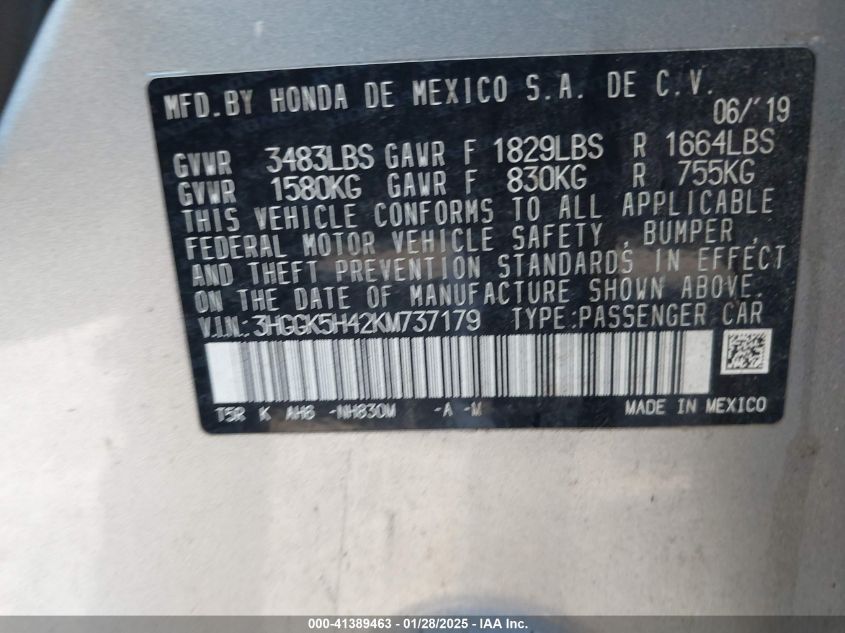 MFD.BY HONDA DE MEXICO S.A. DE C.V.
06/'19
GVWR 3483LBS GAWR F 1829LBS R 1664LBS
GVWR 1580KG GAWR F 830KG R 755KG
THIS VEHICLE CONFORMS TO ALL APPLICABLE
FEDERAL MOTOR VEHICLE SAFETY , BUMPER ,
AND THEFT PREVENTION STANDARDS IN EFFECT
ON THE DATE OF MANUFACTURE SHOWN ABOVE.
V.I.N.: 3HGGK5H42KM737179 TYPE:PASSENGER CAR
T5R K AH6 -NH830M -A -M
MADE IN MEXICO
000-41389463 - 01/28/2025 - IAA Inc.